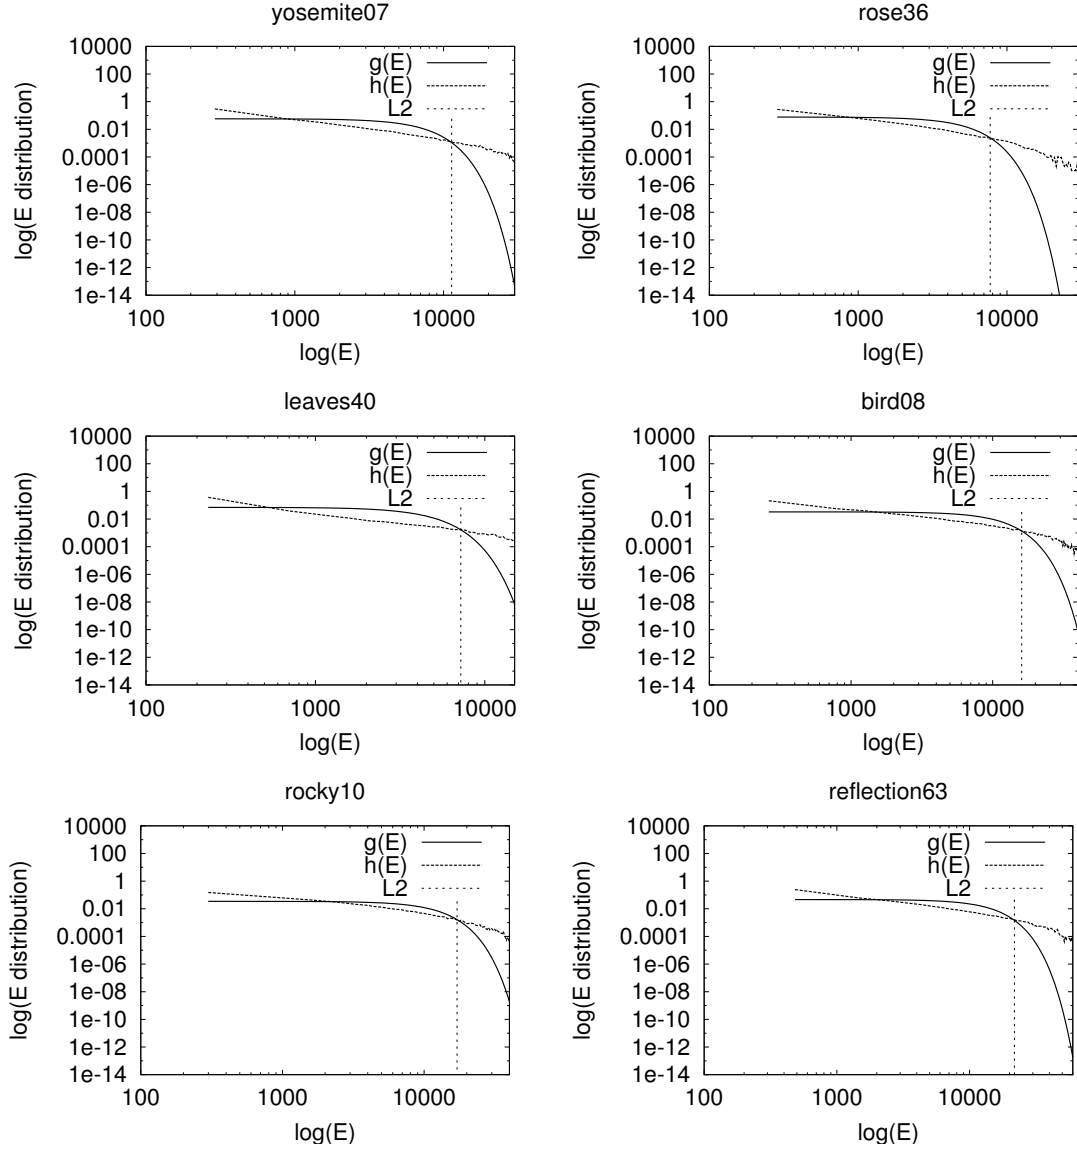 yosemite07
10000
100
1
0.01
0.0001
1e-06
1e-08
1e-10
1e-12
1e-14
100
1000
10000
log(E distribution)
log(E)
g(E)
h(E)
L2
rose36
10000
100
1
0.01
0.0001
1e-06
1e-08
1e-10
1e-12
1e-14
100
1000
10000
log(E distribution)
log(E)
g(E)
h(E)
L2
leaves40
10000
100
1
0.01
0.0001
1e-06
1e-08
1e-10
1e-12
1e-14
100
1000
10000
log(E distribution)
log(E)
g(E)
h(E)
L2
bird08
10000
100
1
0.01
0.0001
1e-06
1e-08
1e-10
1e-12
1e-14
100
1000
10000
log(E distribution)
log(E)
g(E)
h(E)
L2
rocky10
10000
100
1
0.01
0.0001
1e-06
1e-08
1e-10
1e-12
1e-14
100
1000
10000
log(E distribution)
log(E)
g(E)
h(E)
L2
reflection63
10000
100
1
0.01
0.0001
1e-06
1e-08
1e-10
1e-12
1e-14
100
1000
10000
log(E distribution)
log(E)
g(E)
h(E)
L2